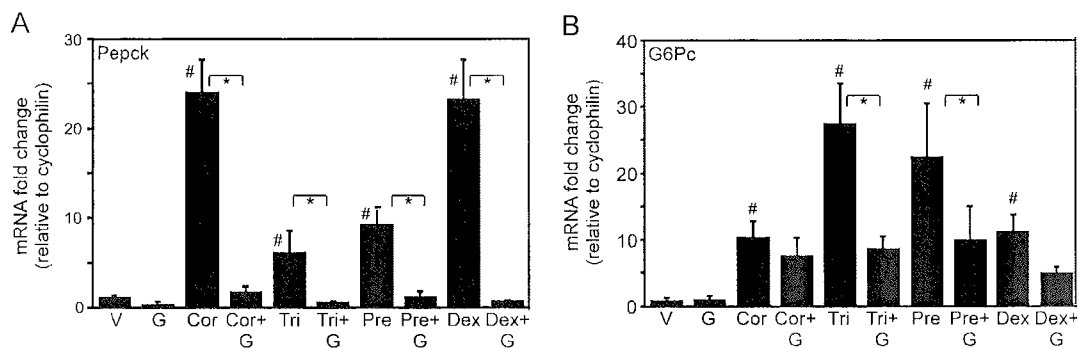 A
Pepck
mRNA fold change
(relative to cyclophilin)
30
20
10
0
# * # * # * # *
V G Cor Cor+ G Tri Tri+ G Pre Pre+ G Dex Dex+ G
B
G6Pc
mRNA fold change
(relative to cyclophilin)
40
30
20
10
0
# # * # * #
V G Cor Cor+ G Tri Tri+ G Pre Pre+ G Dex Dex+ G